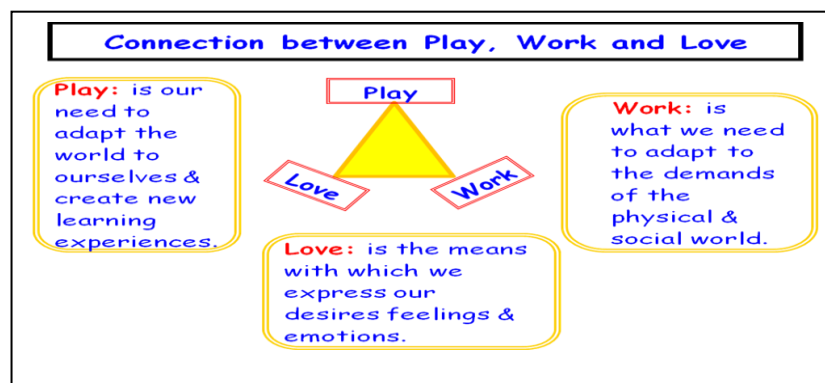 Connection between Play, Work and Love
Play: is our
need to
adapt the
world to
ourselves &
create new
learning
experiences.
Play
Love
Work
Work: is
what we need
to adapt to
the demands
of the
physical &
social world.
Love: is the means
with which we
express our
desires feelings &
emotions.